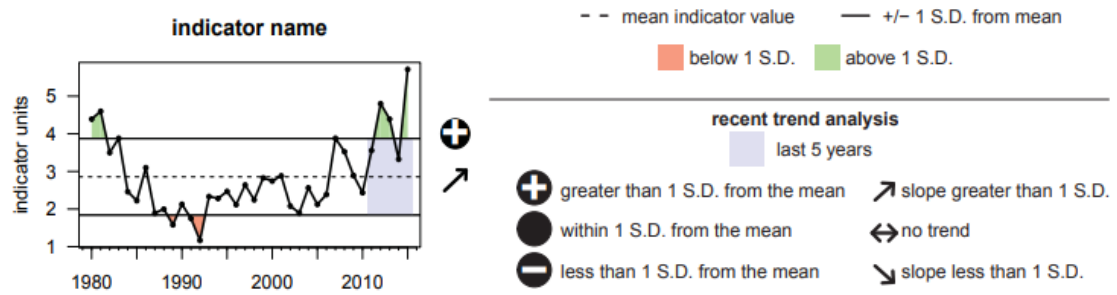 indicator name
indicator units
5
4
3
2
1
1980 1990 2000 2010
mean indicator value
+/− 1 S.D. from mean
below 1 S.D.
above 1 S.D.
recent trend analysis
last 5 years
greater than 1 S.D. from the mean
slope greater than 1 S.D.
within 1 S.D. from the mean
no trend
less than 1 S.D. from the mean
slope less than 1 S.D.